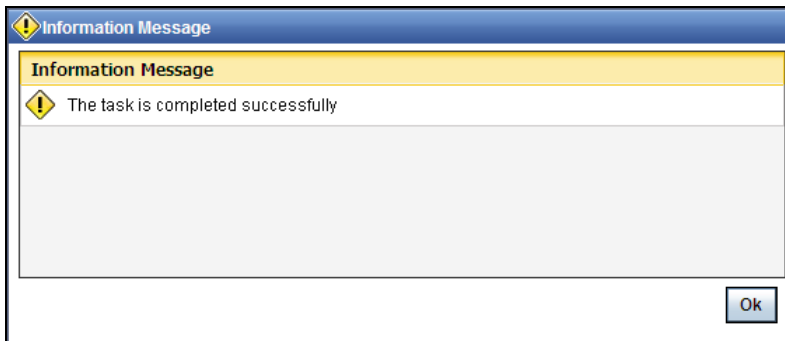 Information Message
Information Message
The task is completed successfully
Ok